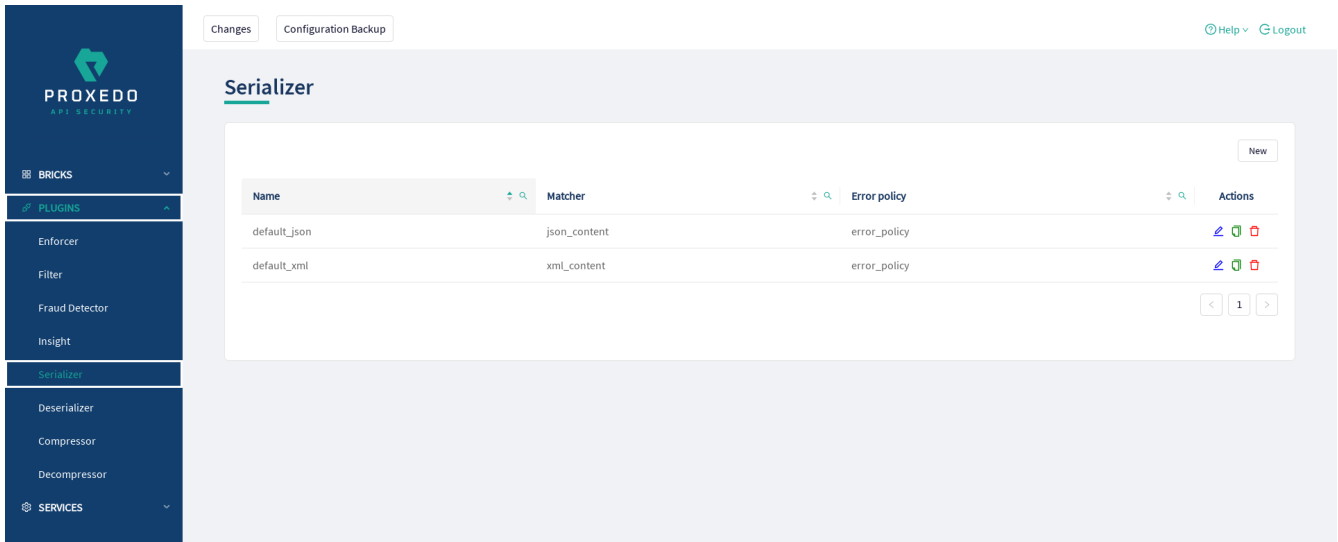 Changes
Configuration Backup
Help
Logout
PROXEDO
API SECURITY
BRICKS
PLUGINS
Enforcer
Filter
Fraud Detector
Insight
Serializer
Deserializer
Compressor
Decompressor
SERVICES
Serializer
New
Name Matcher Error policy Actions
default_json json_content error_policy
default_xml xml_content error_policy
1